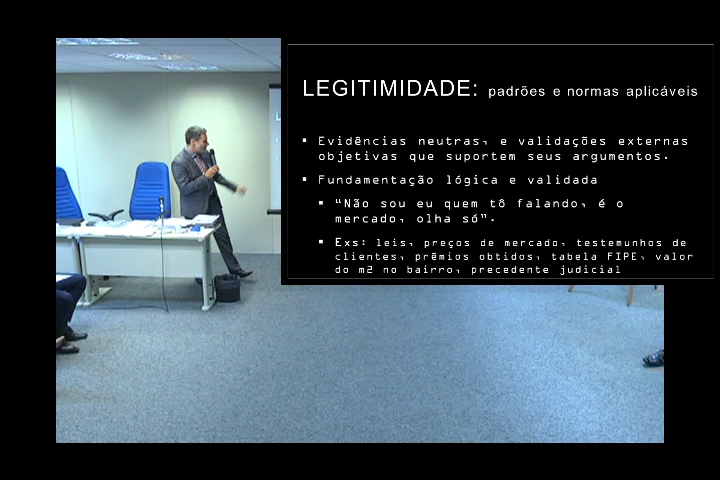 LEGITIMIDADE: padrões e normas aplicáveis
▪ Evidências neutras, e validações externas
objetivas que suportem seus argumentos.
▪ Fundamentação lógica e validada
▪ “Não sou eu quem tô falando, é o
mercado, olha só”.
▪ Exs: leis, preços de mercado, testemunhos de
clientes, prêmios obtidos, tabela FIPE, valor
do m2 no bairro, precedente judicial